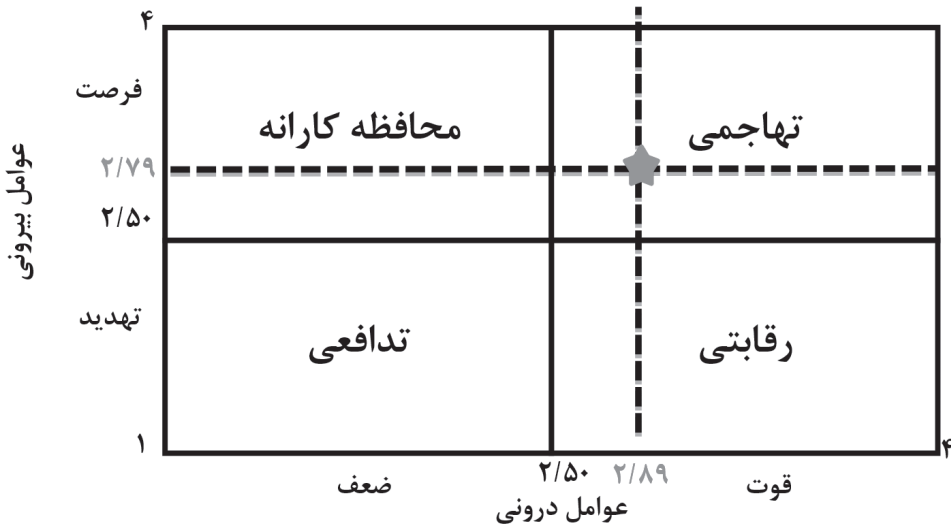 ۴
فرصت
محافظه کارانه
تهاجمی
۲/۷۹
۲/۵۰
عوامل بیرونی
تهدید
تدافعی
رقابتی
۱
۴
۲/۵۰
۲/۸۹
ضعف
قوت
عوامل درونی